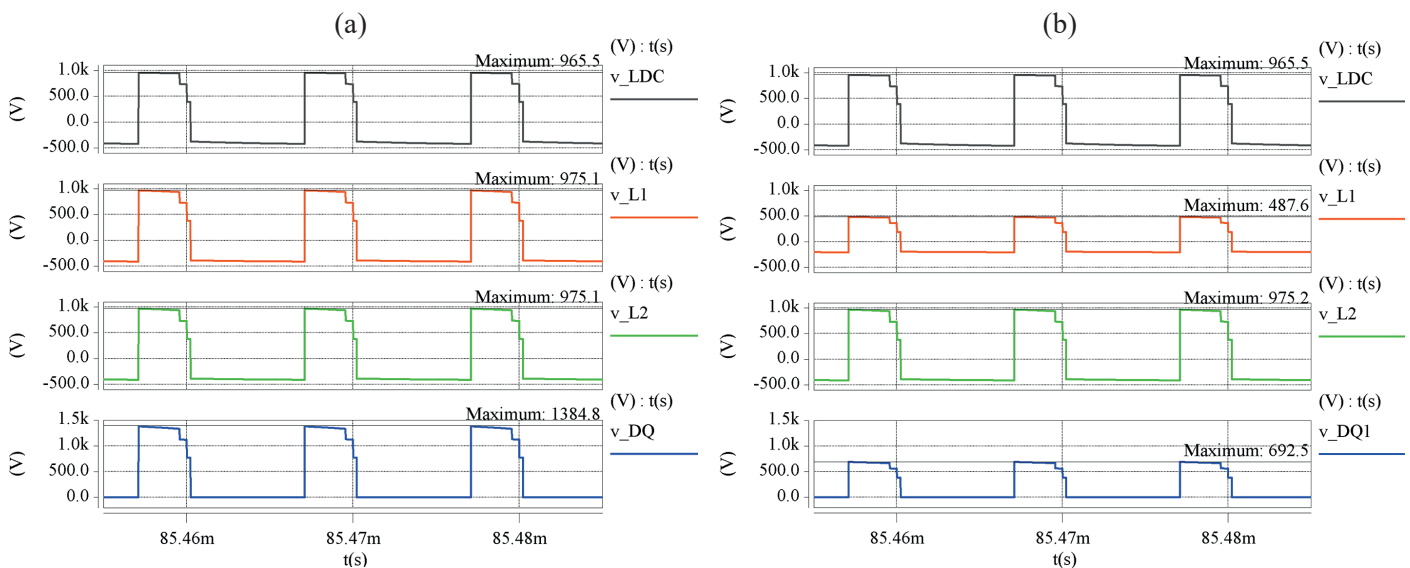 (a)
(V) : t(s)
Maximum: 965.5
v_LDC
1.0k
500.0
0.0
-500.0
(V)
(V) : t(s)
Maximum: 975.1
v_L1
1.0k
500.0
0.0
-500.0
(V)
(V) : t(s)
Maximum: 975.1
v_L2
1.0k
500.0
0.0
-500.0
(V)
(V) : t(s)
Maximum: 1384.8
v_DQ
1.5k
1.0k
500.0
0.0
(V)
85.46m 85.47m 85.48m
t(s)
(b)
(V) : t(s)
Maximum: 965.5
v_LDC
1.0k
500.0
0.0
-500.0
(V)
(V) : t(s)
v_L1
Maximum: 487.6
1.0k
500.0
0.0
-500.0
(V)
(V) : t(s)
Maximum: 975.2
v_L2
1.0k
500.0
0.0
-500.0
(V)
(V) : t(s)
v_DQ1
Maximum: 692.5
1.5k
1.0k
500.0
0.0
(V)
85.46m 85.47m 85.48m
t(s)